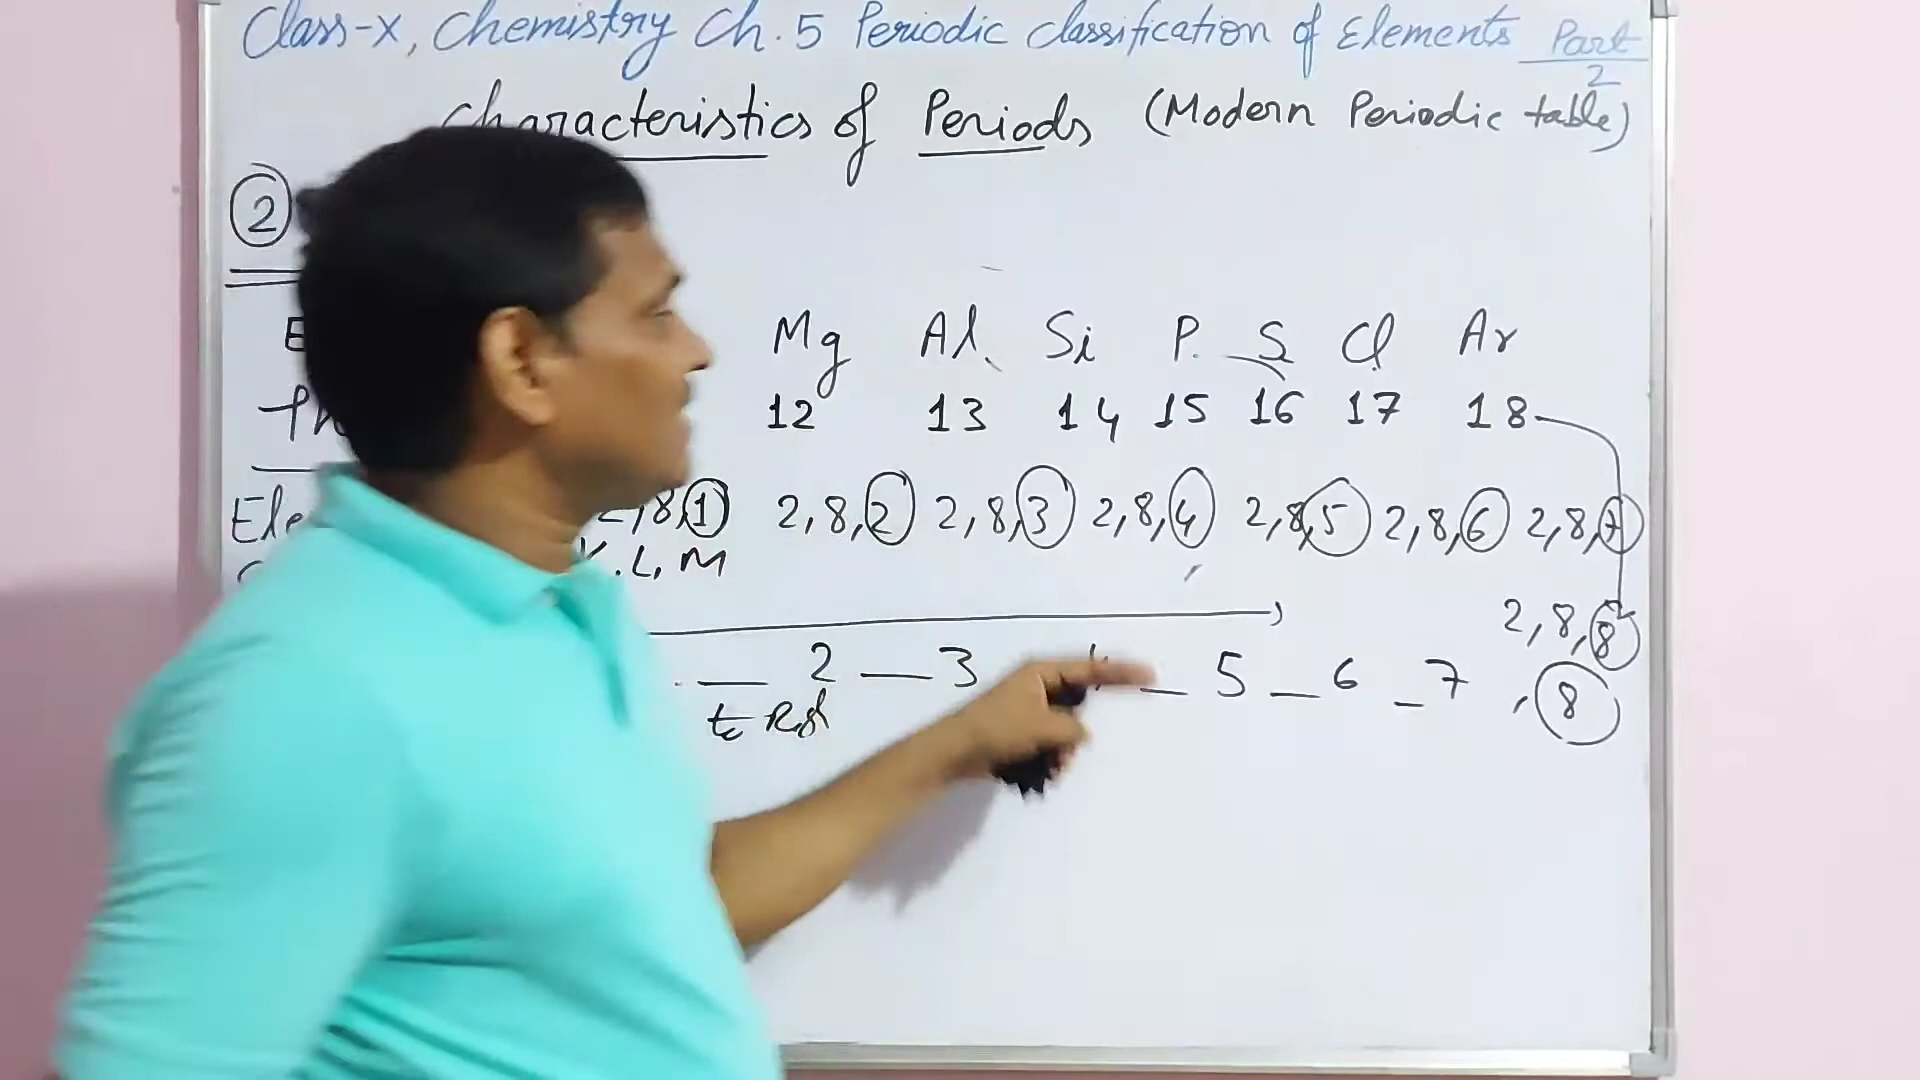 Class-X, Chemistry Ch. 5 Periodic classification of Elements Part 2
Characteristics of Periods (Modern Periodic table)
2
E Mg Al Si P S Cl Ar
12 13 14 15 16 17 18
Ele 2,8,1 2,8,2 2,8,3 2,8,4 2,8,5 2,8,6 2,8,7
K, L, M
2,8,8
2 — 3 — 5 — 6 — 7, 8